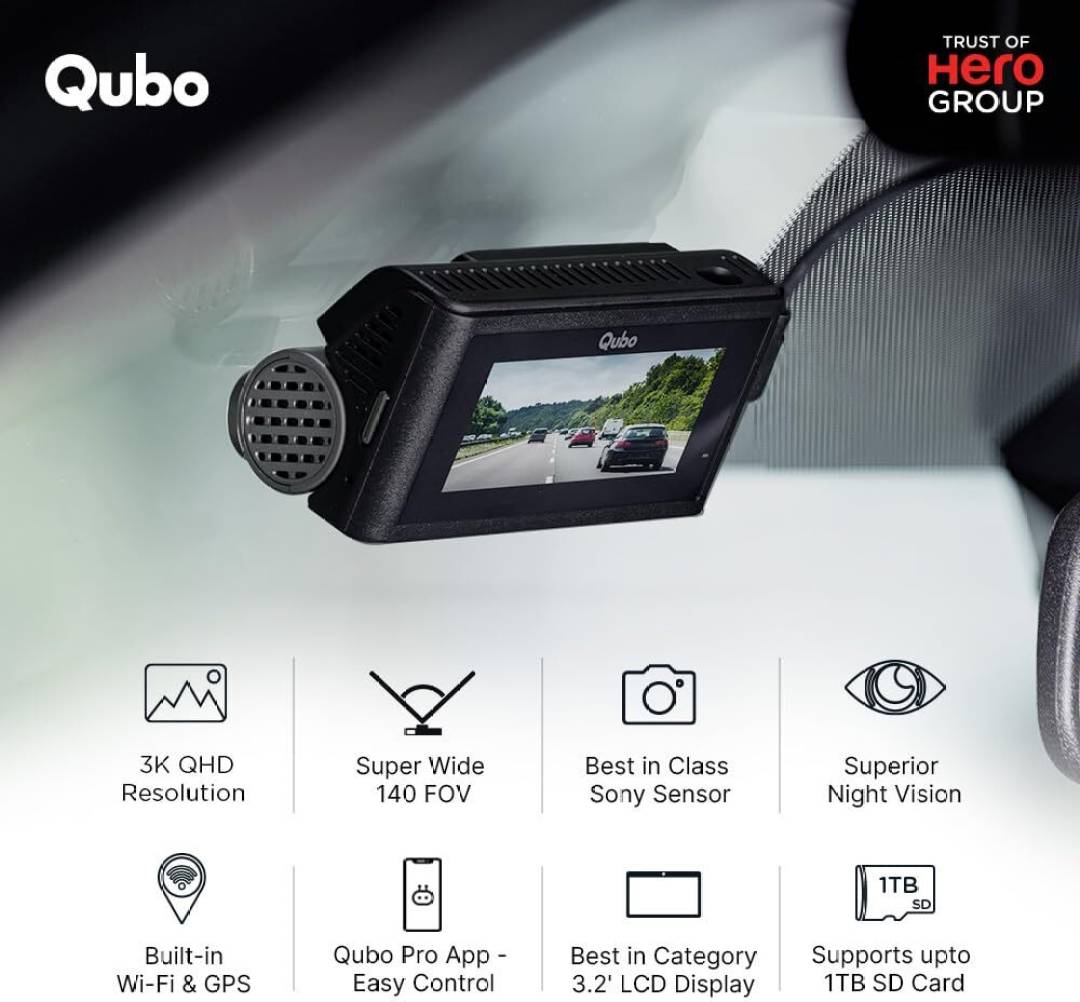 Qubo
TRUST OF
Hero
GROUP
Qubo
3K QHD
Resolution
Super Wide
140 FOV
Best in Class
Sony Sensor
Superior
Night Vision
1TB
SD
Built-in
Wi-Fi & GPS
Qubo Pro App -
Easy Control
Best in Category
3.2' LCD Display
Supports upto
1TB SD Card